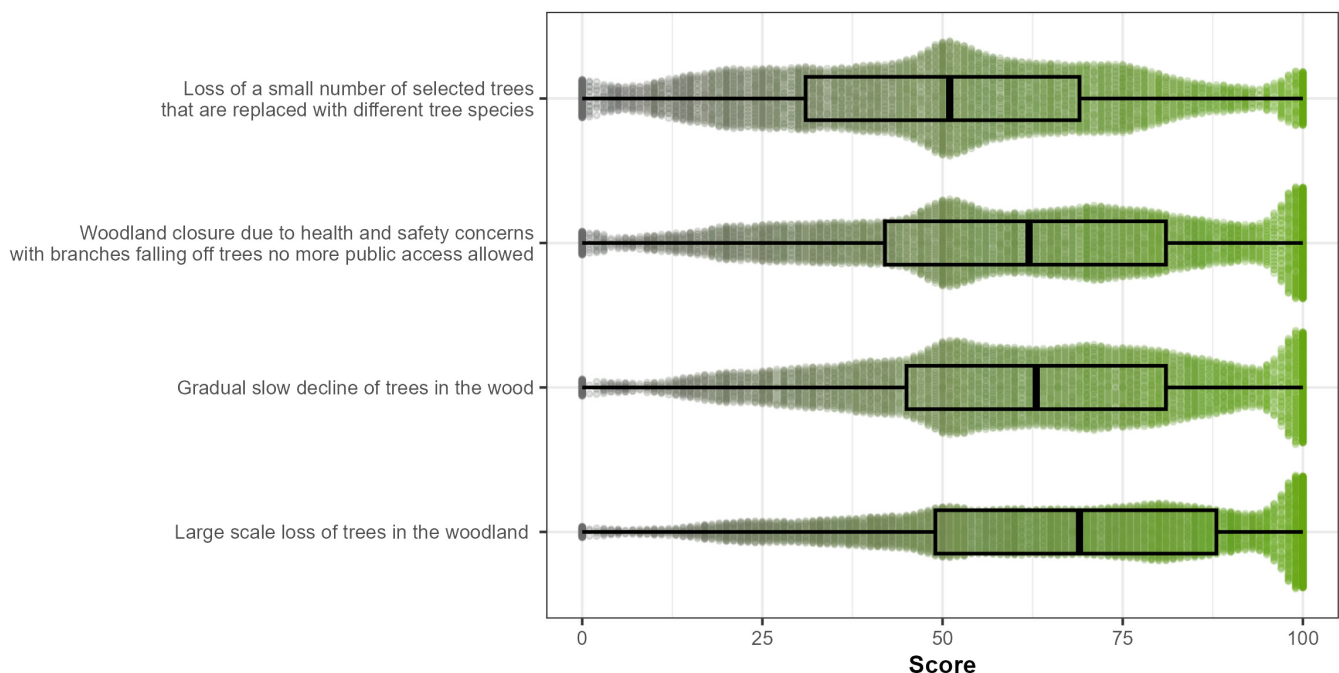 Loss of a small number of selected trees
that are replaced with different tree species
Woodland closure due to health and safety concerns
with branches falling off trees no more public access allowed
Gradual slow decline of trees in the wood
Large scale loss of trees in the woodland
0 25 50 75 100
Score